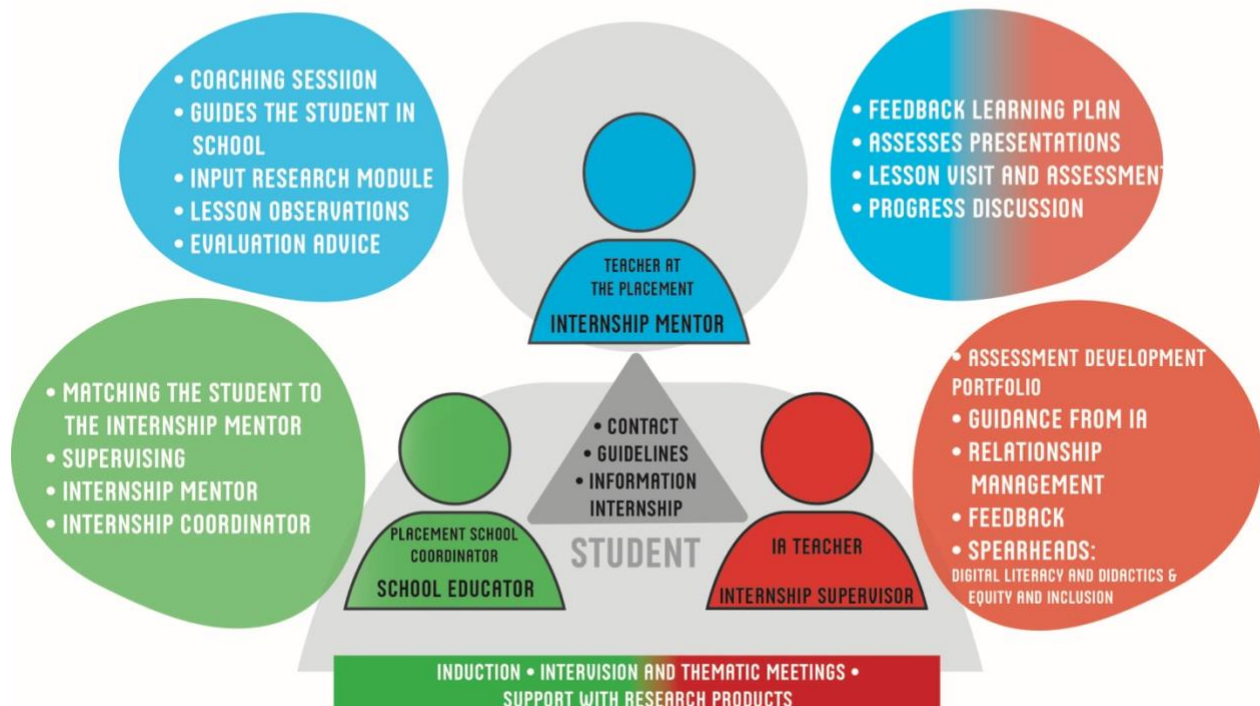 • COACHING SESSIION
• GUIDES THE STUDENT IN
SCHOOL
• INPUT RESEARCH MODULE
• LESSON OBSERVATIONS
• EVALUATION ADVICE
• FEEDBACK LEARNING PLAN
• ASSESSES PRESENTATIONS
• LESSON VISIT AND ASSESSMENT
• PROGRESS DISCUSSION
TEACHER AT
THE PLACEMENT
INTERNSHIP MENTOR
• MATCHING THE STUDENT TO
THE INTERNSHIP MENTOR
• SUPERVISING
• INTERNSHIP MENTOR
• INTERNSHIP COORDINATOR
• CONTACT
• GUIDELINES
• INFORMATION
INTERNSHIP
• ASSESSMENT DEVELOPMENT
PORTFOLIO
• GUIDANCE FROM IA
• RELATIONSHIP
MANAGEMENT
• FEEDBACK
• SPEARHEADS:
DIGITAL LITERACY AND DIDACTICS &
EQUITY AND INCLUSION
PLACEMENT SCHOOL
COORDINATOR
SCHOOL EDUCATOR
STUDENT
IA TEACHER
INTERNSHIP SUPERVISOR
INDUCTION • INTERVISION AND THEMATIC MEETINGS •
SUPPORT WITH RESEARCH PRODUCTS